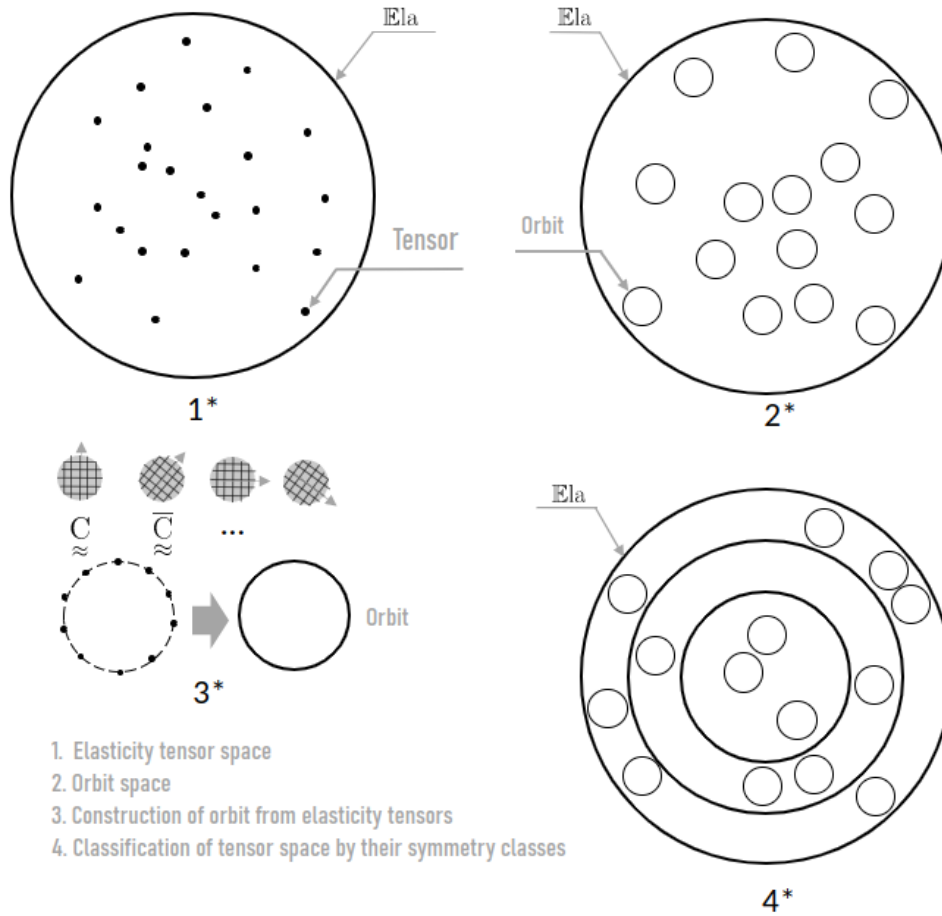 𝔼la
Tensor
1*
𝔼la
Orbit
2*
C
≈
C̅
≈
...
Orbit
3*
𝔼la
4*
1. Elasticity tensor space
2. Orbit space
3. Construction of orbit from elasticity tensors
4. Classification of tensor space by their symmetry classes